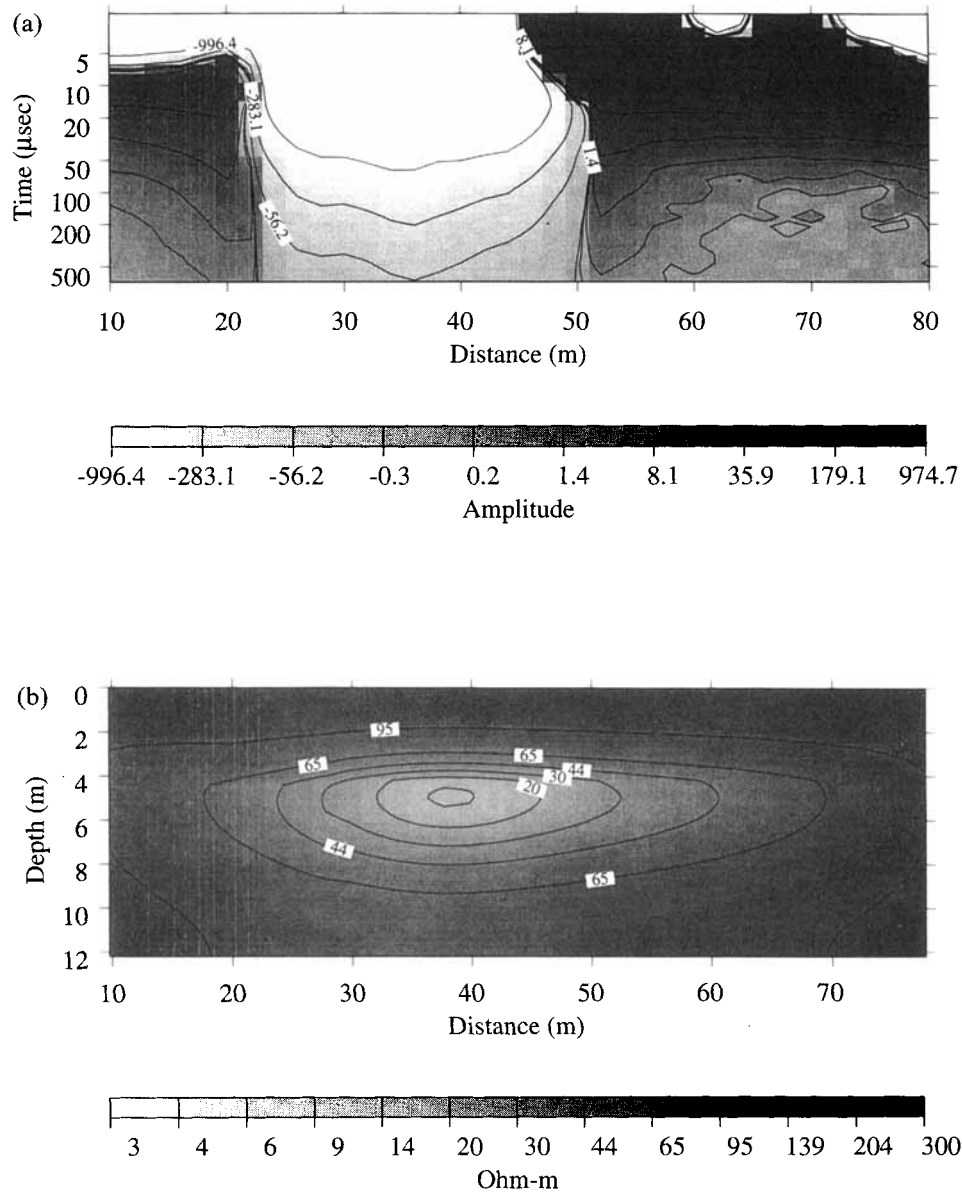 (a)
-996.4
8.1
5
10
20
50
100
200
500
Time (μsec)
-283.1
-56.2
1.4
10 20 30 40 50 60 70 80
Distance (m)
-996.4 -283.1 -56.2 -0.3 0.2 1.4 8.1 35.9 179.1 974.7
Amplitude
(b)
0
2
4
6
8
10
12
Depth (m)
95
65
65
44
30
20
44
65
10 20 30 40 50 60 70
Distance (m)
3 4 6 9 14 20 30 44 65 95 139 204 300
Ohm-m